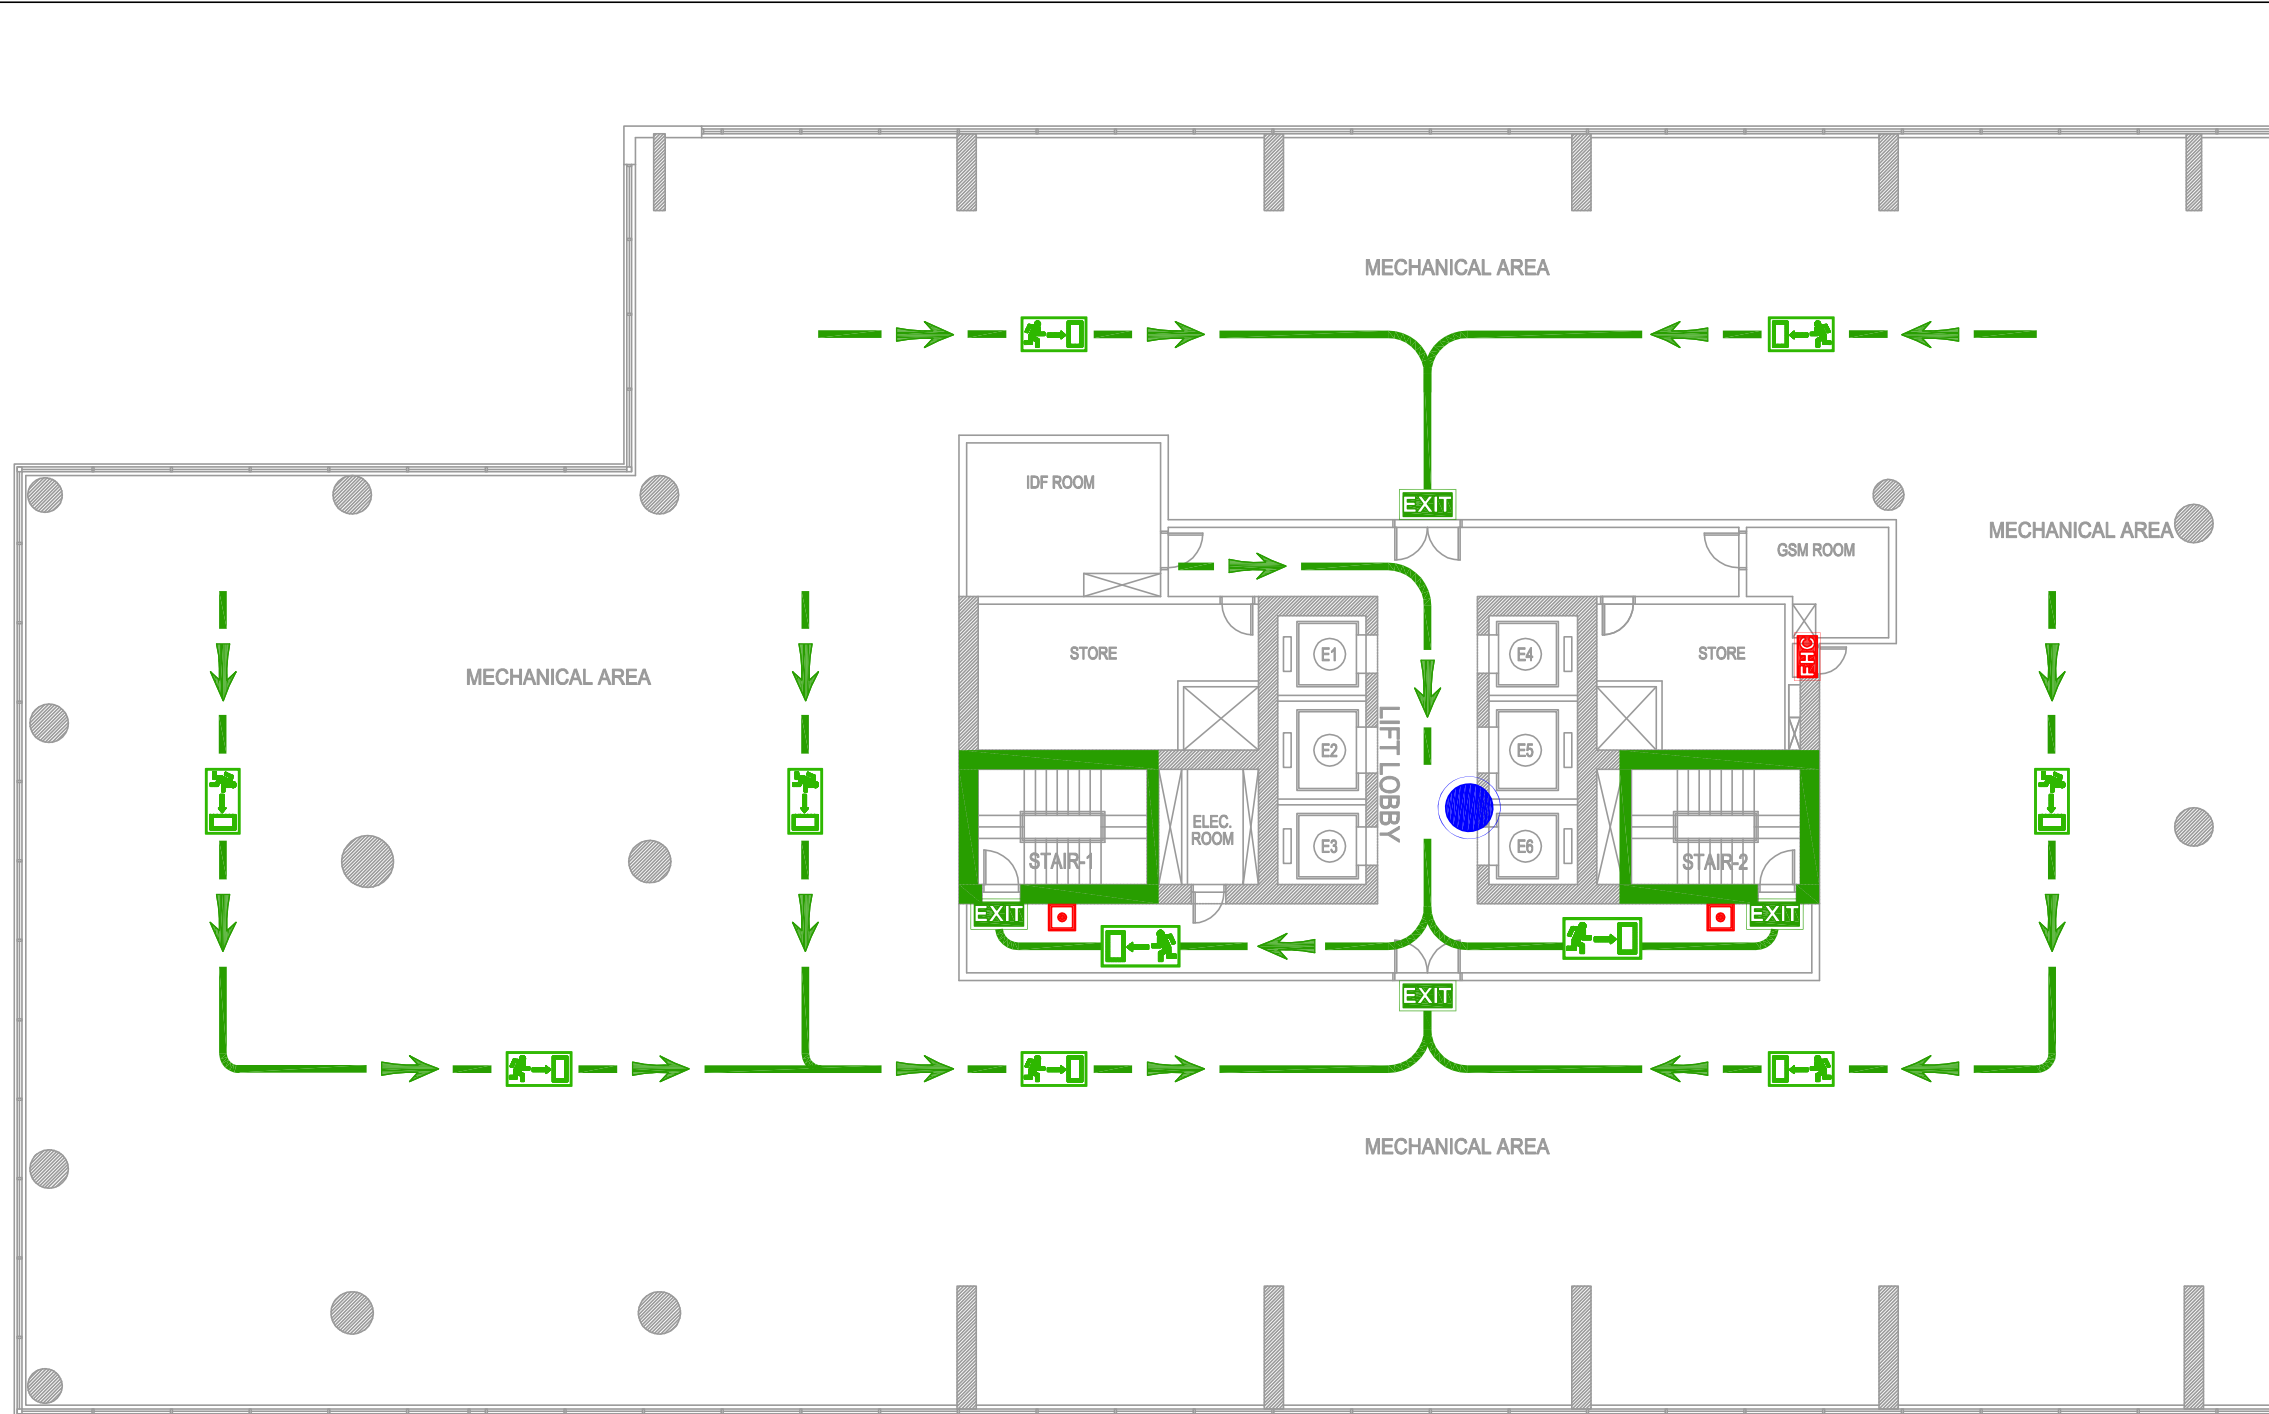 MECHANICAL AREA
IDF ROOM
EXIT
MECHANICAL AREA
GSM ROOM
STORE
E1
E4
STORE
FHC
MECHANICAL AREA
LIFT LOBBY
E2
E5
ELEC.
ROOM
E3
E6
STAIR-1
STAIR-2
EXIT
EXIT
EXIT
MECHANICAL AREA